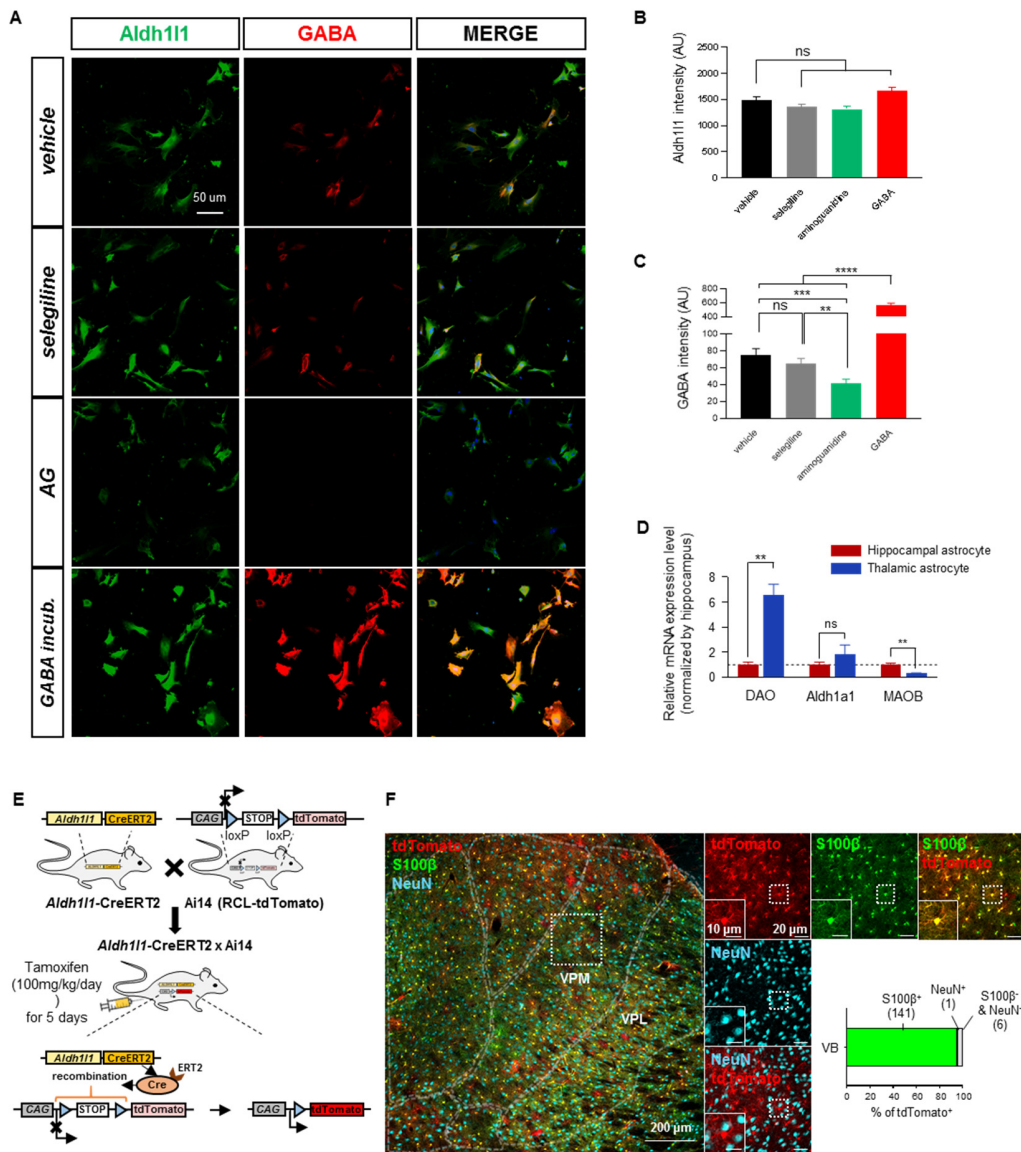 A
Aldh1l1
GABA
MERGE
vehicle
50 um
selegiline
AG
GABA incub.
B
Aldh1l1 intensity (AU)
2500
2000
1500
1000
500
0
ns
vehicle
selegiline
aminoguanidine
GABA
C
GABA intensity (AU)
800
600
400
100
80
60
40
20
0
****
***
ns
**
vehicle
selegiline
aminoguanidine
GABA
D
Relative mRNA expression level
(normalized by hippocampus)
8
6
4
2
0
Hippocampal astrocyte
Thalamic astrocyte
**
ns
**
DAO
Aldh1a1
MAOB
E
Aldh1l1
CreERT2
CAG
STOP
tdTomato
loxP
loxP
Aldh1l1-CreERT2
Ai14 (RCL-tdTomato)
Aldh1l1-CreERT2 x Ai14
Tamoxifen
(100mg/kg/day
)
for 5 days
Aldh1l1
CreERT2
ERT2
recombination
Cre
CAG
STOP
tdTomato
CAG
tdTomato
F
tdTomato
S100β
NeuN
VPM
VPL
200 μm
tdTomato
10 μm
20 μm
S100β
S100β
tdTomato
NeuN
NeuN
tdTomato
S100β+
(141)
NeuN+
(1)
S100β-
& NeuN-
(6)
VB
0 20 40 60 80 100
% of tdTomato+